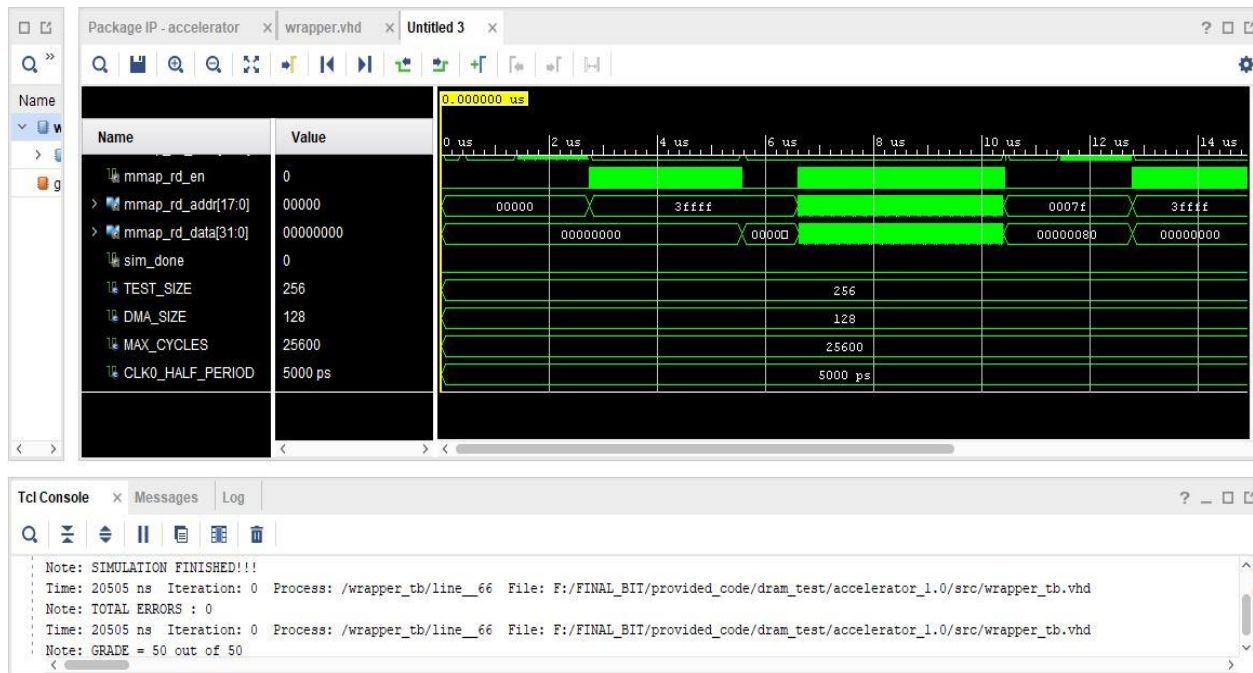 Package IP - accelerator × wrapper.vhd × Untitled 3 × ?
»
Name
w
g
0.000000 us
Name Value
0 us 2 us 4 us 6 us 8 us 10 us 12 us 14 us
mmap_rd_en 0
mmap_rd_addr[17:0] 00000 00000 3ffff 0007f 3ffff
mmap_rd_data[31:0] 00000000 00000000 0000 00000080 00000000
sim_done 0
TEST_SIZE 256 256
DMA_SIZE 128 128
MAX_CYCLES 25600 25600
CLK0_HALF_PERIOD 5000 ps 5000 ps
Tcl Console × Messages Log ?
Note: SIMULATION FINISHED!!!
Time: 20505 ns Iteration: 0 Process: /wrapper_tb/line__66 File: F:/FINAL_BIT/provided_code/dram_test/accelerator_1.0/src/wrapper_tb.vhd
Note: TOTAL ERRORS : 0
Time: 20505 ns Iteration: 0 Process: /wrapper_tb/line__66 File: F:/FINAL_BIT/provided_code/dram_test/accelerator_1.0/src/wrapper_tb.vhd
Note: GRADE = 50 out of 50